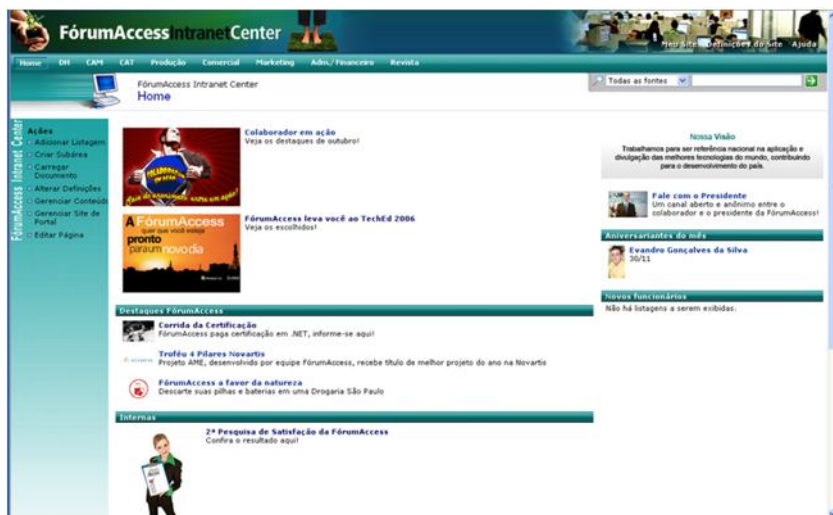 FórumAccess Intranet Center
Meu Site Definições do Site Ajuda
Home DH CAM CAT Produção Comercial Marketing Adm./Financeiro Revista
FórumAccess Intranet Center
Home
Todas as fontes
FórumAccess Intranet Center
Ações
Adicionar Listagem
Criar Subárea
Carregar
Documento
Alterar Definições
Gerenciar Conteúdo
Gerenciar Site de
Portal
Editar Página
COLABORADOR
EM AÇÃO
Colaborador em ação
Veja os destaques de outubro!
A FórumAccess
quer que você esteja
pronto
para um novo dia
FórumAccess leva você ao TechEd 2006
Veja os escolhidos!
Destaques FórumAccess
Corrida da Certificação
FórumAccess paga certificação em .NET, informe-se aqui!
Troféu 4 Pilares Novartis
Projeto AME, desenvolvido por equipe FórumAccess, recebe título de melhor projeto do ano na Novartis
FórumAccess a favor da natureza
Descarte suas pilhas e baterias em uma Drogaria São Paulo
Internas
2ª Pesquisa de Satisfação da FórumAccess
Confira o resultado aqui!
Nossa Visão
Trabalhamos para ser referência nacional na aplicação e
divulgação das melhores tecnologias do mundo, contribuindo
para o desenvolvimento do país.
Fale com o Presidente
Um canal aberto e anônimo entre o
colaborador e o presidente da FórumAccess!
Aniversariantes do mês
Evandro Gonçalves da Silva
30/11
Novos funcionários
Não há listagens a serem exibidas.